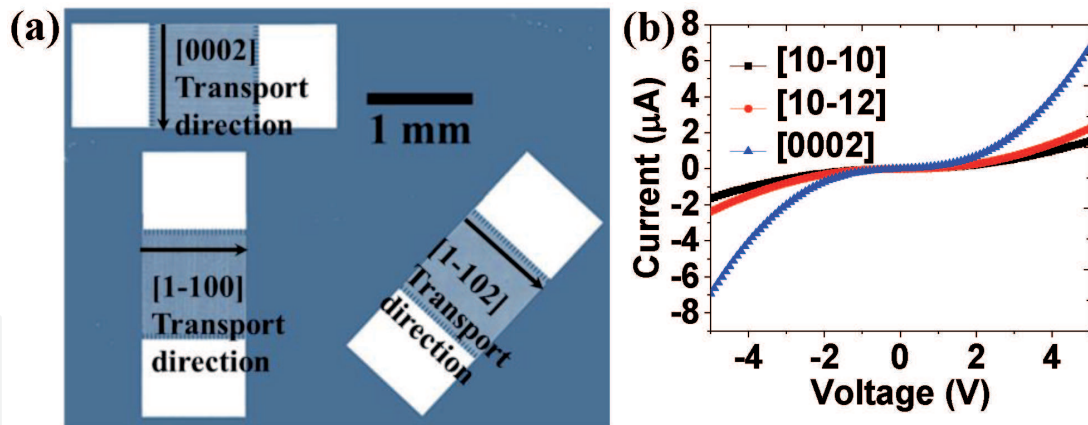 (a)
[0002]
Transport
direction
1 mm
[1-100]
Transport
direction
[1-102]
Transport
direction
(b)
[10-10]
[10-12]
[0002]
Current (μA)
8
6
4
2
0
-2
-4
-6
-8
-4
-2
0
2
4
Voltage (V)